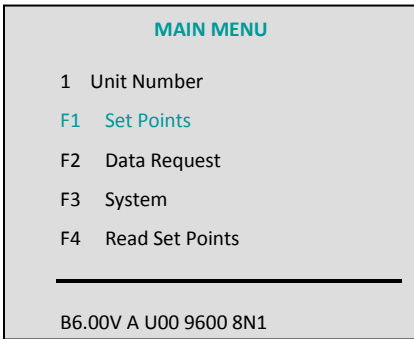 MAIN MENU
1 Unit Number
F1 Set Points
F2 Data Request
F3 System
F4 Read Set Points
B6.00V A U00 9600 8N1